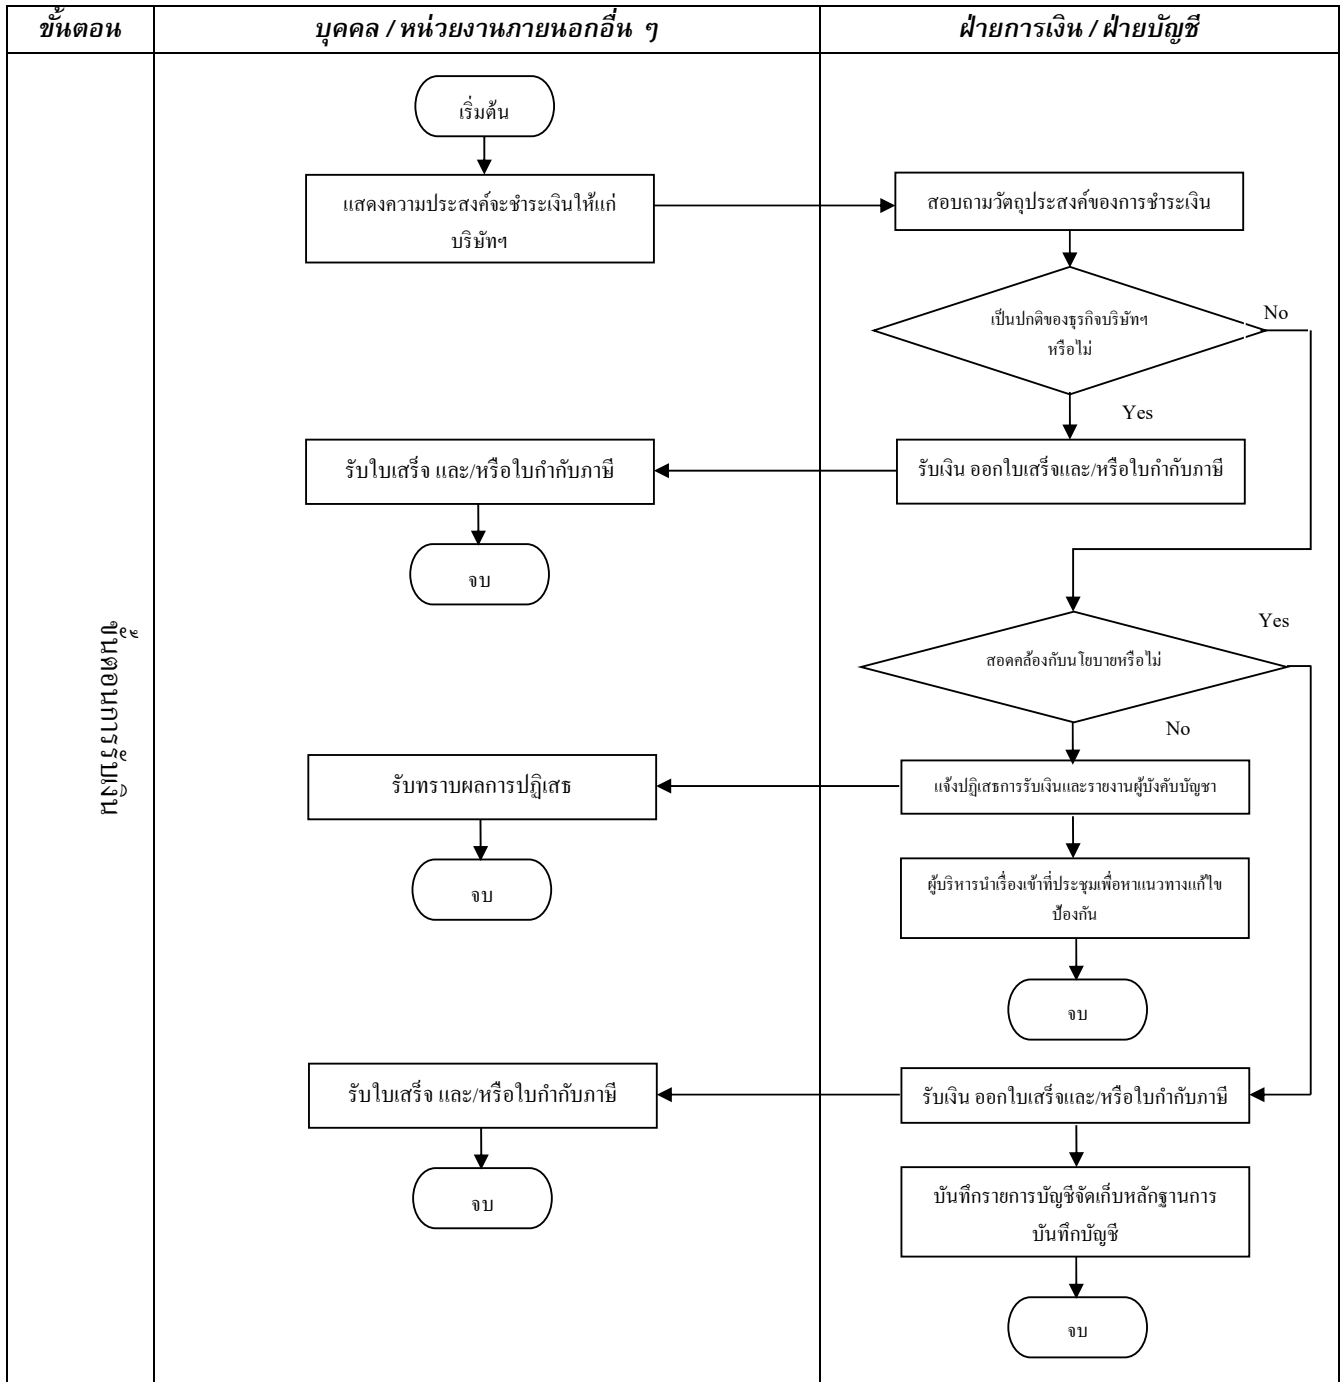 ขั้นตอน
บุคคล / หน่วยงานภายนอกอื่น ๆ
ฝ่ายการเงิน / ฝ่ายบัญชี
ขั้นตอนการรับเงิน
เริ่มต้น
แสดงความประสงค์จะชำระเงินให้แก่
บริษัทฯ
สอบถามวัตถุประสงค์ของการชำระเงิน
เป็นปกติของธุรกิจบริษัทฯ
หรือไม่
No
Yes
รับใบเสร็จ และ/หรือใบกำกับภาษี
รับเงิน ออกใบเสร็จและ/หรือใบกำกับภาษี
จบ
สอดคล้องกับนโยบายหรือไม่
Yes
No
รับทราบผลการปฏิเสธ
แจ้งปฏิเสธการรับเงินและรายงานผู้บังคับบัญชา
จบ
ผู้บริหารนำเรื่องเข้าที่ประชุมเพื่อหาแนวทางแก้ไข
ป้องกัน
จบ
รับใบเสร็จ และ/หรือใบกำกับภาษี
รับเงิน ออกใบเสร็จและ/หรือใบกำกับภาษี
จบ
บันทึกรายการบัญชีจัดเก็บหลักฐานการ
บันทึกบัญชี
จบ